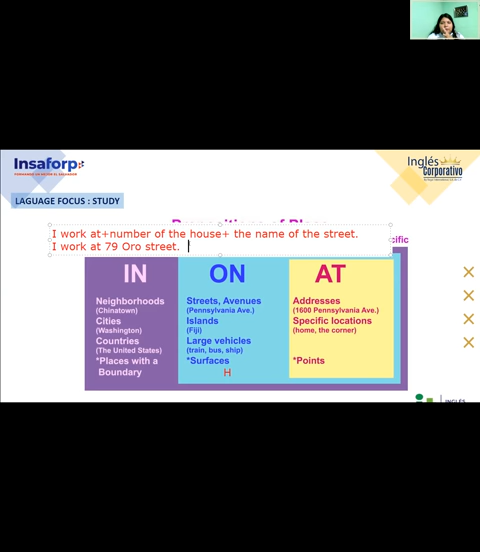 Insaforp
FORMANDO UN MEJOR EL SALVADOR
Inglés
Corporativo
LAGUAGE FOCUS : STUDY
I work at+number of the house+ the name of the street.
I work at 79 Oro street.
cific
IN
Neighborhoods
(Chinatown)
Cities
(Washington)
Countries
(The United States)
*Places with a
Boundary
ON
Streets, Avenues
(Pennsylvania Ave.)
Islands
(Fiji)
Large vehicles
(train, bus, ship)
*Surfaces
H
AT
Addresses
(1600 Pennsylvania Ave.)
Specific locations
(home, the corner)
*Points
INGLÉS